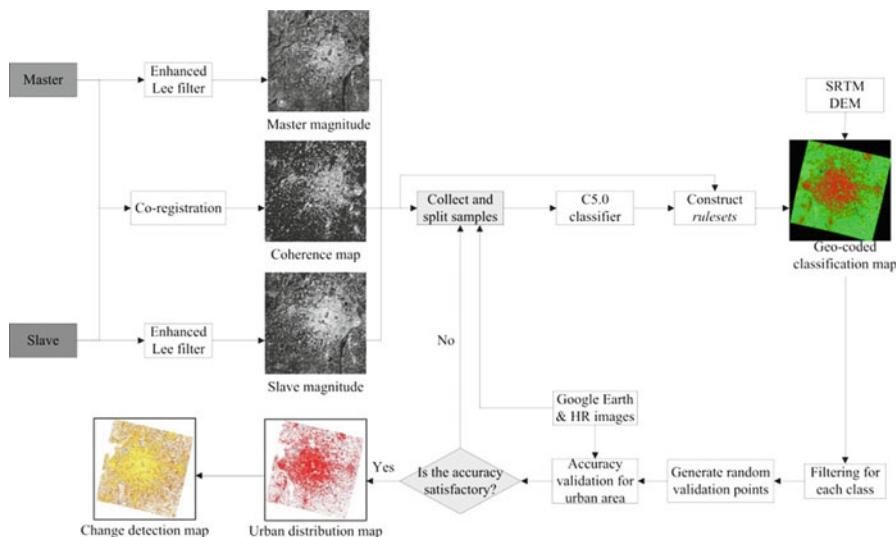 Master
Enhanced
Lee filter
Master magnitude
SRTM
DEM
Co-registration
Coherence map
Collect and
split samples
C5.0
classifier
Construct
rulesets
Geo-coded
classification map
Slave
Enhanced
Lee filter
Slave magnitude
No
Google Earth
& HR images
Change detection map
Urban distribution map
Yes
Is the accuracy
satisfactory?
Accuracy
validation for
urban area
Generate random
validation points
Filtering for
each class